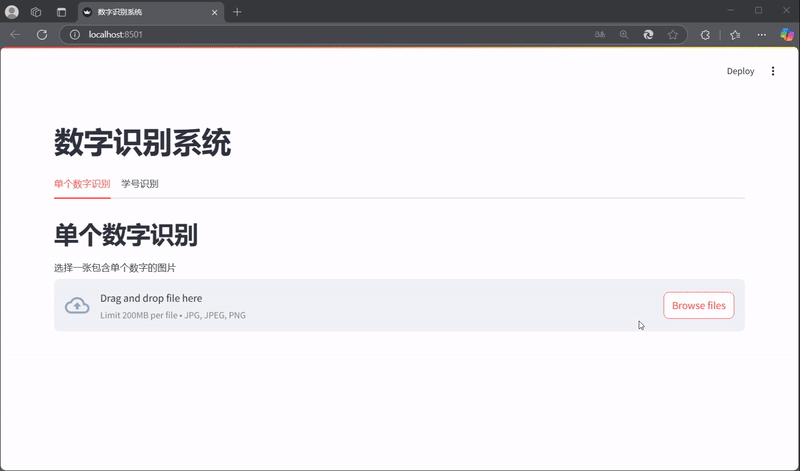 数字识别系统
localhost:8501
Deploy
数字识别系统
单个数字识别 学号识别
单个数字识别
选择一张包含单个数字的图片
Drag and drop file here
Limit 200MB per file • JPG, JPEG, PNG
Browse files